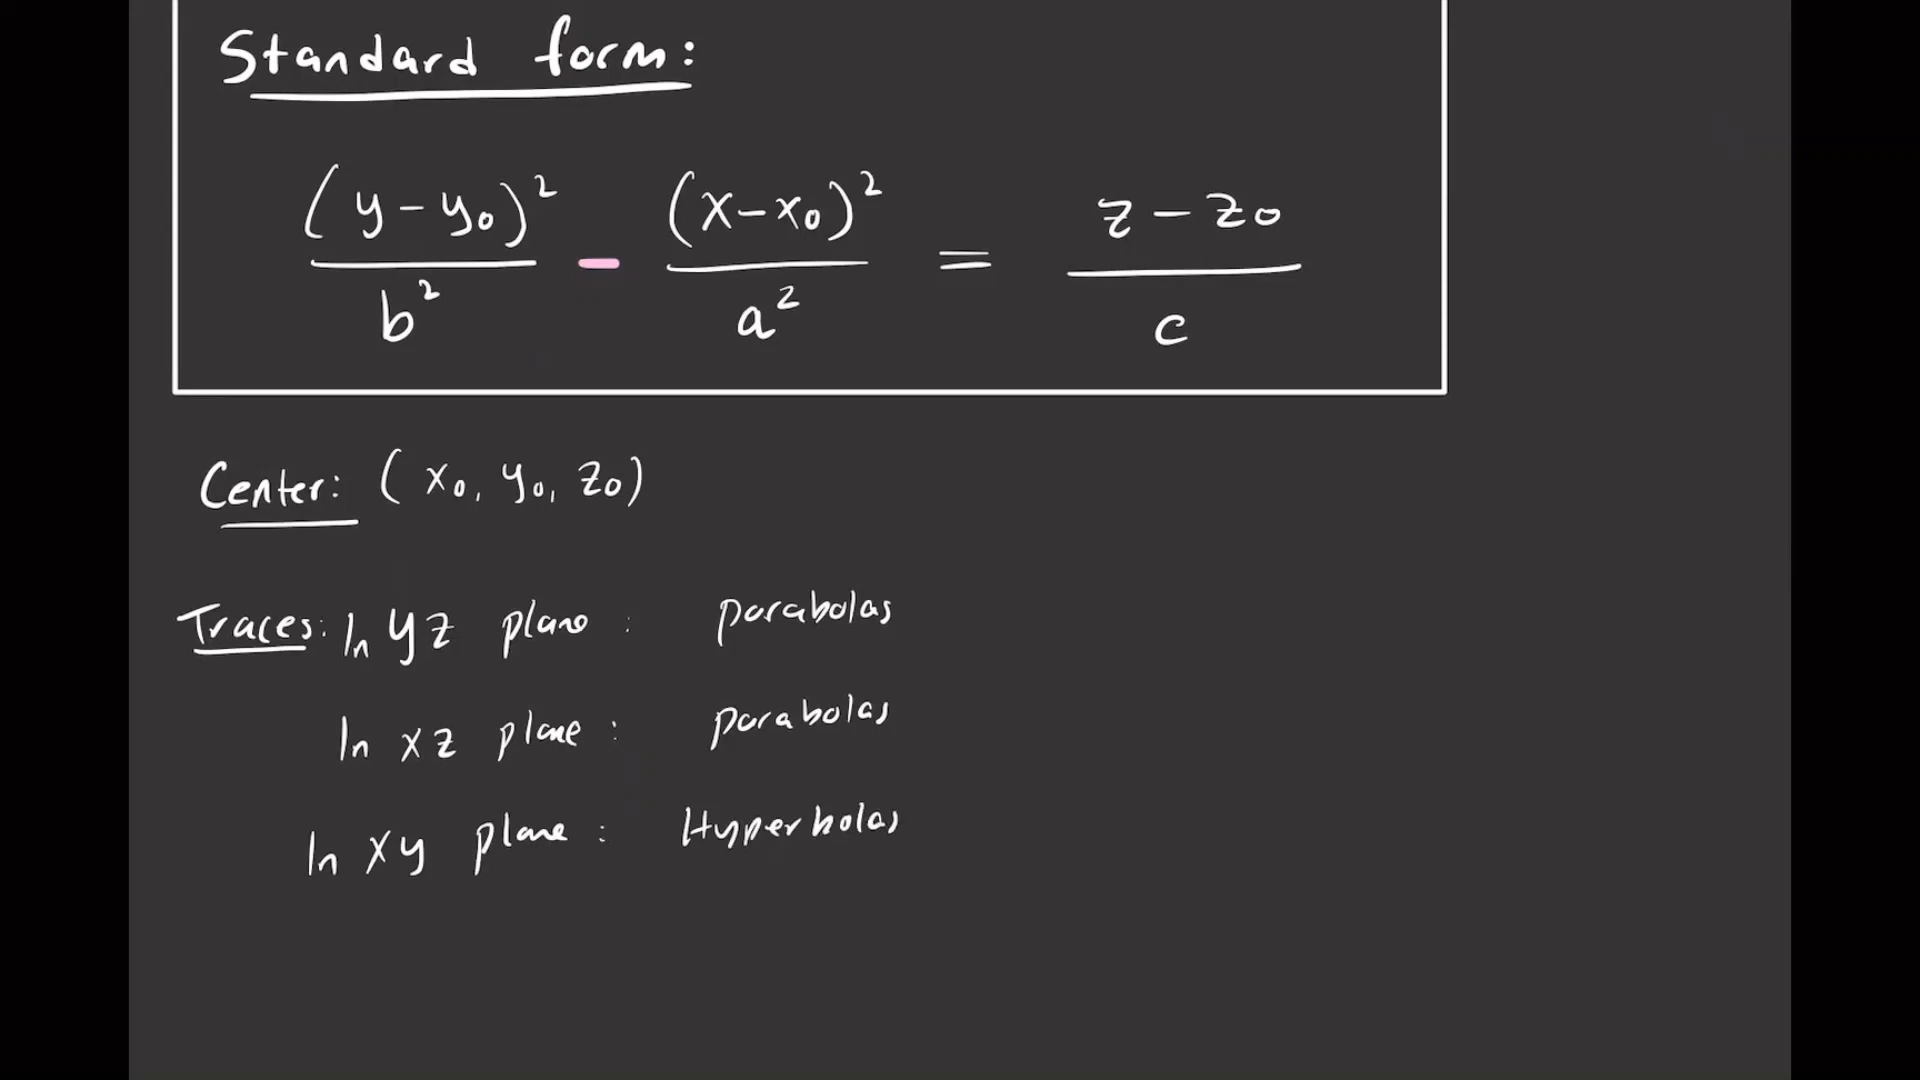 Standard form:
(y-y₀)²/b² - (x-x₀)²/a² = z-z₀/c
Center: (x₀, y₀, z₀)
Traces: In yz plane : parabolas
In xz plane : parabolas
In xy plane : Hyperbolas